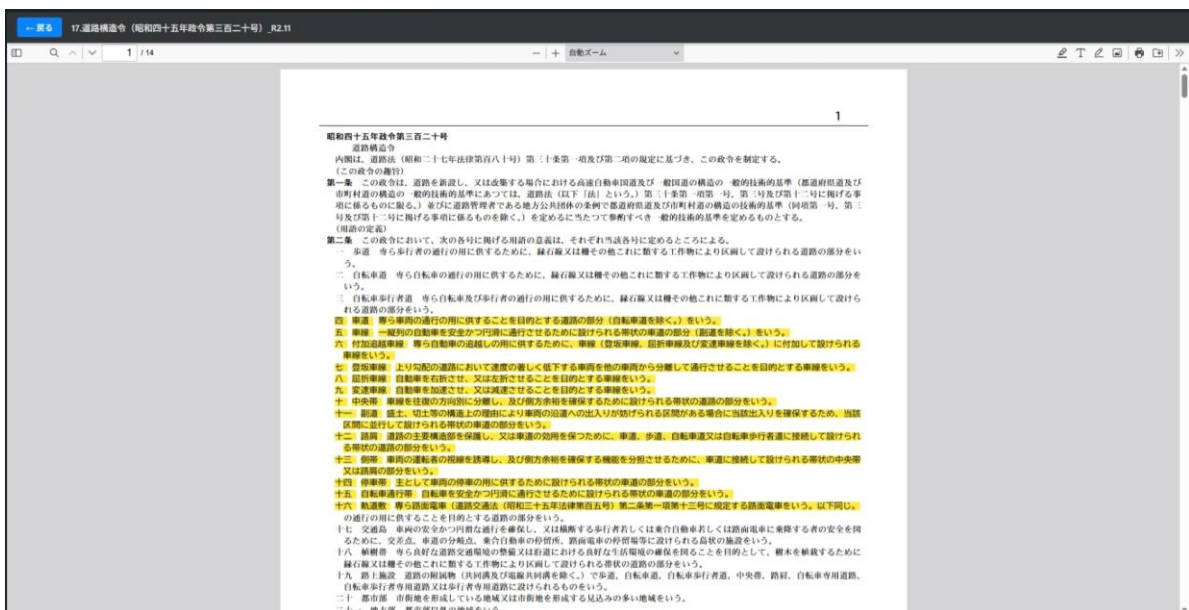 ←戻る 17.道路構造令（昭和四十五年政令第三百二十号）_R2.11
1 / 14 自動ズーム
1
昭和四十五年政令第三百二十号
道路構造令
内閣は、道路法（昭和二十七年法律第百八十号）第三十条第一項及び第二項の規定に基づき、この政令を制定する。
（この政令の趣旨）
第一条 この政令は、道路を新設し、又は改築する場合における高速自動車国道及び一般国道の構造の一般的技術的基準（都道府県道及び
市町村道の構造の一般的技術的基準にあつては、道路法（以下「法」という。）第三十条第一項第一号、第三号及び第十二号に掲げる事
項に係るものに限る。）並びに道路管理者である地方公共団体の条例で都道府県道及び市町村道の構造の技術的基準（同項第一号、第三
号及び第十二号に掲げる事項に係るものを除く。）を定めるに当たつて参酌すべき一般的技術的基準を定めるものとする。
（用語の定義）
第二条 この政令において、次の各号に掲げる用語の意義は、それぞれ当該各号に定めるところによる。
一 歩道 専ら歩行者の通行の用に供するために、縁石線又は柵その他これに類する工作物により区画して設けられる道路の部分をい
う。
二 自転車道 専ら自転車の通行の用に供するために、縁石線又は柵その他これに類する工作物により区画して設けられる道路の部分を
いう。
三 自転車歩行者道 専ら自転車及び歩行者の通行の用に供するために、縁石線又は柵その他これに類する工作物により区画して設けら
れる道路の部分をいう。
四 車道 専ら車両の通行の用に供することを目的とする道路の部分（自転車道を除く。）をいう。
五 車線 一縦列の自動車を安全かつ円滑に通行させるために設けられる帯状の車道の部分（副道を除く。）をいう。
六 付加追越車線 専ら自動車の追越しの用に供するために、車線（登坂車線、屈折車線及び変速車線を除く。）に付加して設けられる
車線をいう。
七 登坂車線 上り勾配の道路において速度の著しく低下する車両を他の車両から分離して通行させることを目的とする車線をいう。
八 屈折車線 自動車を右折させ、又は左折させることを目的とする車線をいう。
九 変速車線 自動車を加速させ、又は減速させることを目的とする車線をいう。
十 中央帯 車線を往復の方向別に分離し、及び側方余裕を確保するために設けられる帯状の道路の部分をいう。
十一 副道 盛土、切土等の構造上の理由により車両の沿道への出入りが妨げられる区間がある場合に当該出入りを確保するため、当該
区間に並行して設けられる帯状の車道の部分をいう。
十二 路肩 道路の主要構造部を保護し、又は車道の効用を保つために、車道、歩道、自転車道又は自転車歩行者道に接続して設けられ
る帯状の道路の部分をいう。
十三 側帯 車両の運転者の視線を誘導し、及び側方余裕を確保する機能を分担させるために、車道に接続して設けられる帯状の中央帯
又は路肩の部分をいう。
十四 停車帯 主として車両の停車の用に供するために設けられる帯状の車道の部分をいう。
十五 自転車通行帯 自転車を安全かつ円滑に通行させるために設けられる帯状の車道の部分をいう。
十六 軌道敷 専ら路面電車（道路交通法（昭和三十五年法律第百五号）第二条第一項第十三号に規定する路面電車をいう。以下同じ。
の通行の用に供することを目的とする道路の部分をいう。
十七 交通島 車両の安全かつ円滑な通行を確保し、又は横断する歩行者若しくは乗合自動車若しくは路面電車に乗降する者の安全を図
るために、交差点、車道の分岐点、乗合自動車の停留所、路面電車の停留場等に設けられる島状の施設をいう。
十八 植樹帯 専ら良好な道路交通環境の整備又は沿道における良好な生活環境の確保を図ることを目的として、樹木を植栽するために
縁石線又は柵その他これに類する工作物により区画して設けられる帯状の道路の部分をいう。
十九 路上施設 道路の附属物（共同溝及び電線共同溝を除く。）で歩道、自転車道、自転車歩行者道、中央帯、路肩、自転車専用道路、
自転車歩行者専用道路又は歩行者専用道路に設けられるものをいう。
二十 都市部 市街地を形成している地域又は市街地を形成する見込みの多い地域をいう。
二十一 地方部 都市部以外の地域をいう。